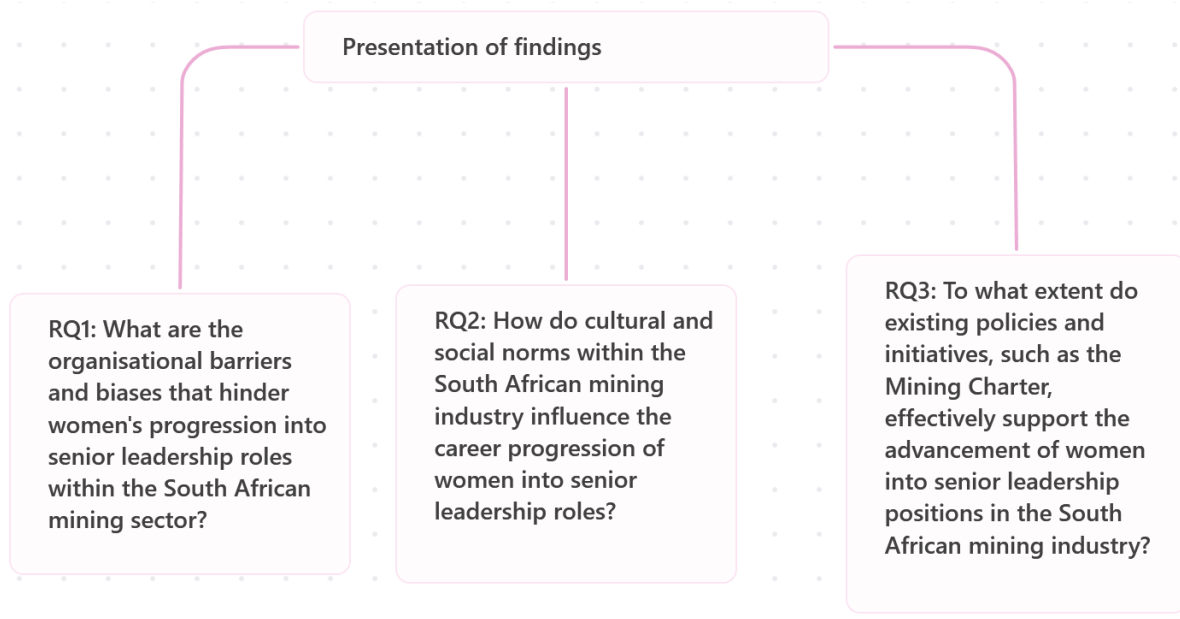 Presentation of findings
RQ1: What are the
organisational barriers
and biases that hinder
women's progression into
senior leadership roles
within the South African
mining sector?
RQ2: How do cultural and
social norms within the
South African mining
industry influence the
career progression of
women into senior
leadership roles?
RQ3: To what extent do
existing policies and
initiatives, such as the
Mining Charter,
effectively support the
advancement of women
into senior leadership
positions in the South
African mining industry?